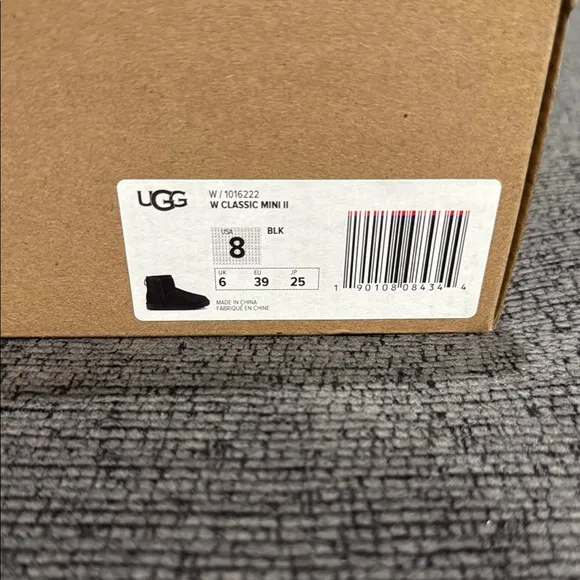 UGG
W / 1016222
W CLASSIC MINI II
USA
8
BLK
UK EU JP
6 39 25
MADE IN CHINA
FABRIQUÉ EN CHINE
1 90108 08434 4